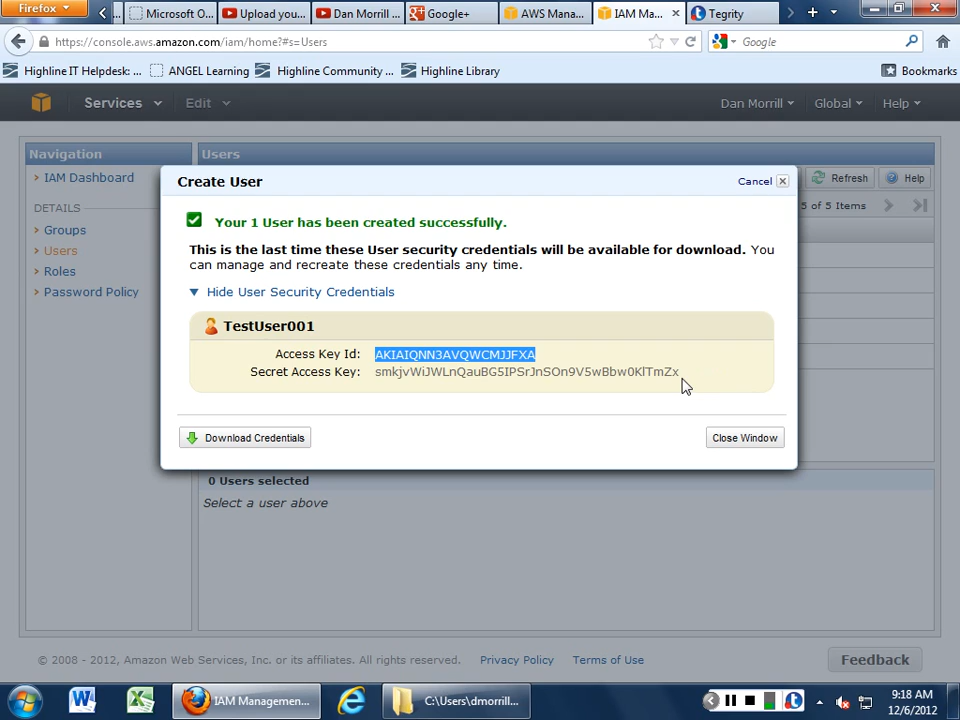 Firefox
Microsoft O...
Upload you...
Dan Morrill ...
Google+
AWS Mana...
IAM Ma...
Tegrity
https://console.aws.amazon.com/iam/home?#s=Users
Google
Highline IT Helpdesk: ...
ANGEL Learning
Highline Community ...
Highline Library
Bookmarks
Services
Edit
Dan Morrill
Global
Help
Navigation
Users
IAM Dashboard
Refresh
Help
DETAILS
5 of 5 Items
Groups
Users
Roles
Password Policy
Create User
Cancel
Your 1 User has been created successfully.
This is the last time these User security credentials will be available for download. You
can manage and recreate these credentials any time.
Hide User Security Credentials
TestUser001
Access Key Id: AKIAIQNN3AVQWCMJJFXA
Secret Access Key: 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
Download Credentials
Close Window
0 Users selected
Select a user above
© 2008 - 2012, Amazon Web Services, Inc. or its affiliates. All rights reserved.
Privacy Policy
Terms of Use
Feedback
IAM Managemen...
C:\Users\dmorrill...
9:18 AM
12/6/2012